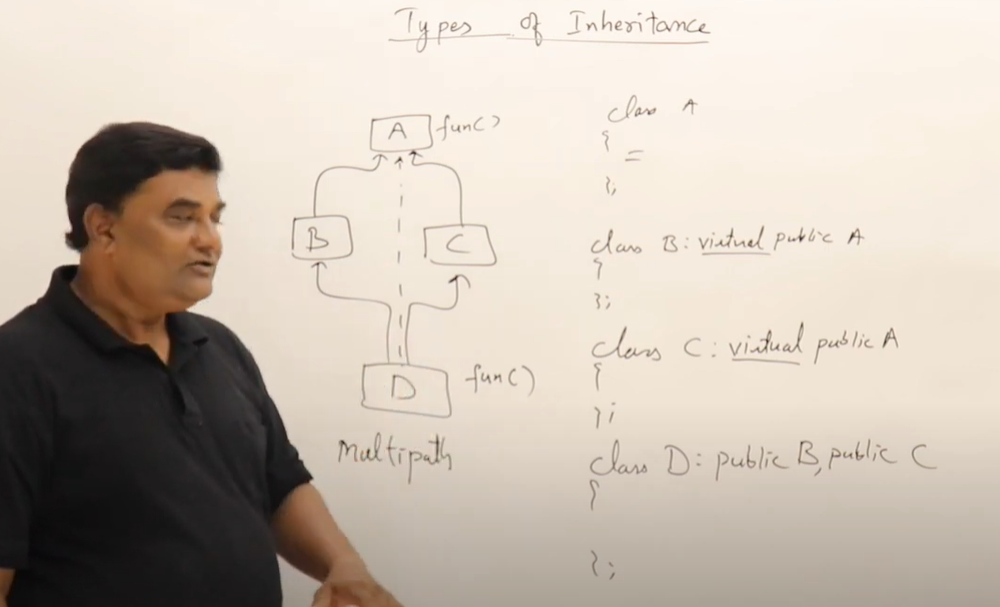 Types of Inheritance
A fun()
B
C
D fun()
Multipath
class A
{
=
};
class B: virtual public A
{
};
class C: virtual public A
{
};
class D: public B, public C
{
};